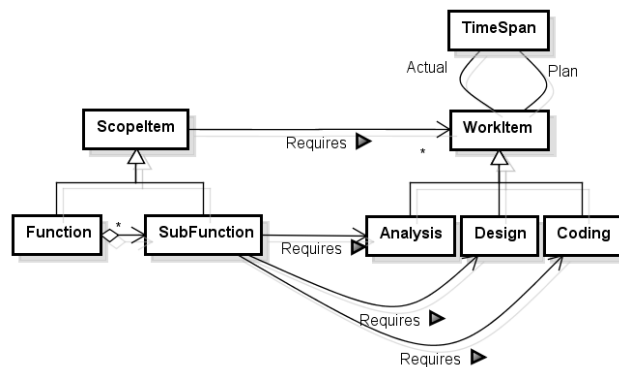 TimeSpan
Actual
Plan
ScopeItem
WorkItem
Requires
*
Function
*
SubFunction
Analysis
Design
Coding
Requires
Requires
Requires